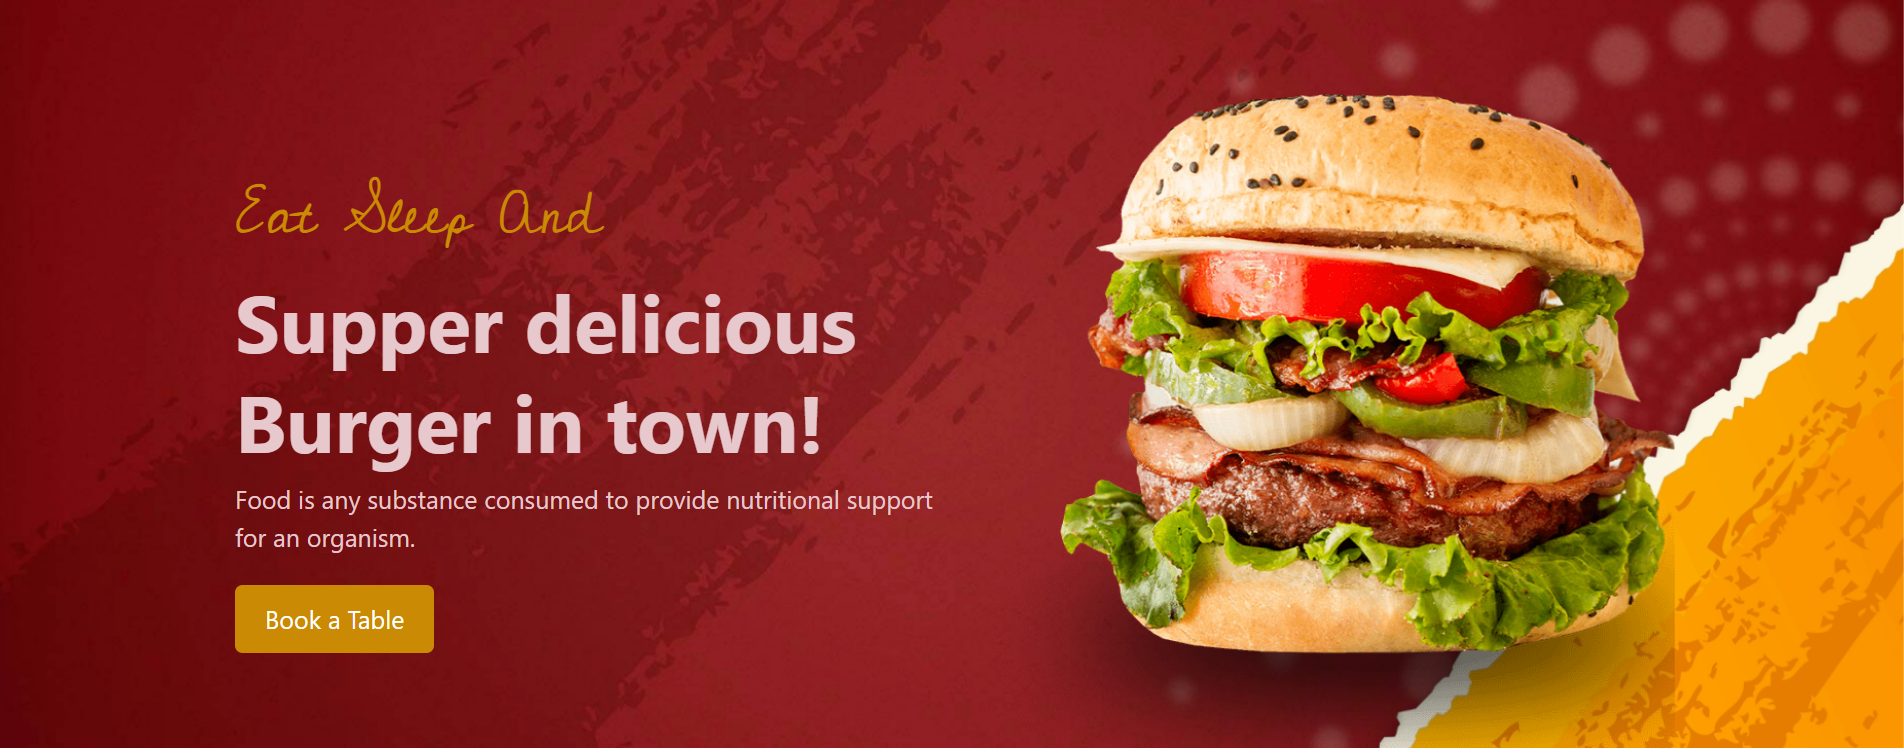 Eat Sleep And
Supper delicious
Burger in town!
Food is any substance consumed to provide nutritional support
for an organism.
Book a Table